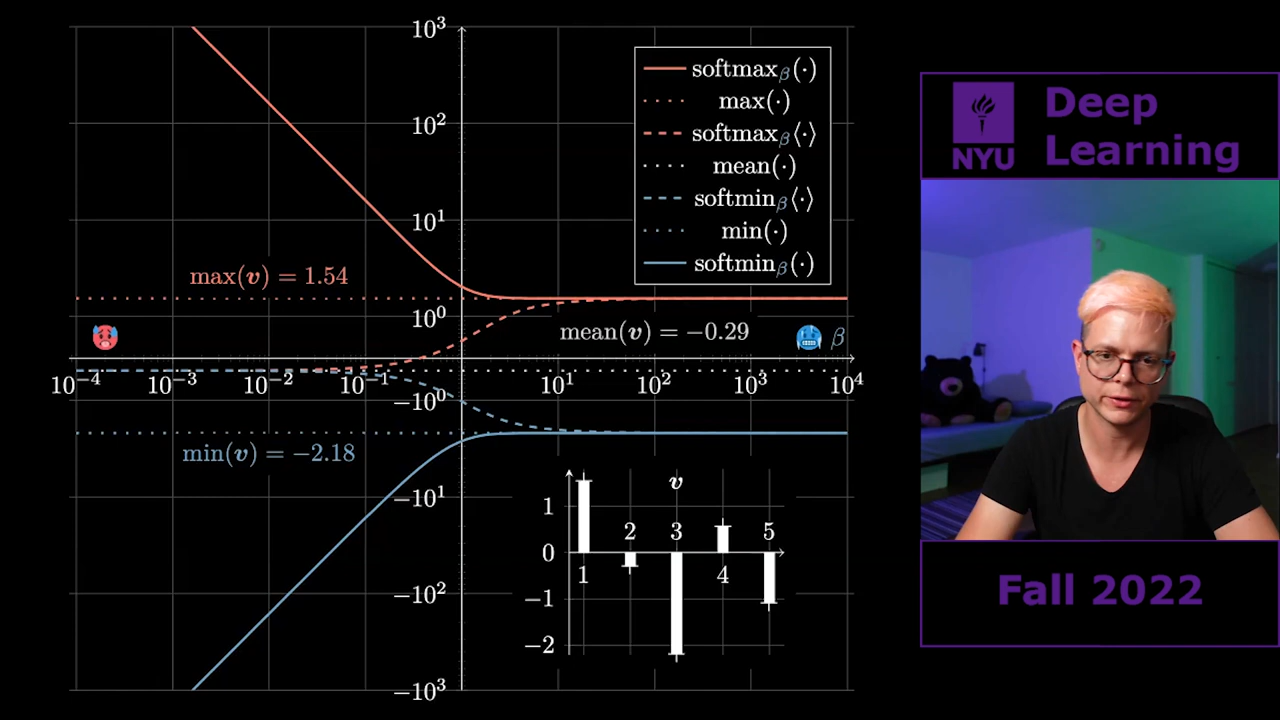 10³
10²
10¹
10⁰
−10⁰
−10¹
−10²
−10³
softmaxᵦ(·)
max(·)
softmaxᵦ⟨·⟩
mean(·)
softminᵦ⟨·⟩
min(·)
softminᵦ(·)
max(v) = 1.54
mean(v) = −0.29
β
10⁻⁴ 10⁻³ 10⁻² 10⁻¹ 10¹ 10² 10³ 10⁴
min(v) = −2.18
v
1
0
−1
−2
1 2 3 4 5
NYU
Deep
Learning
Fall 2022